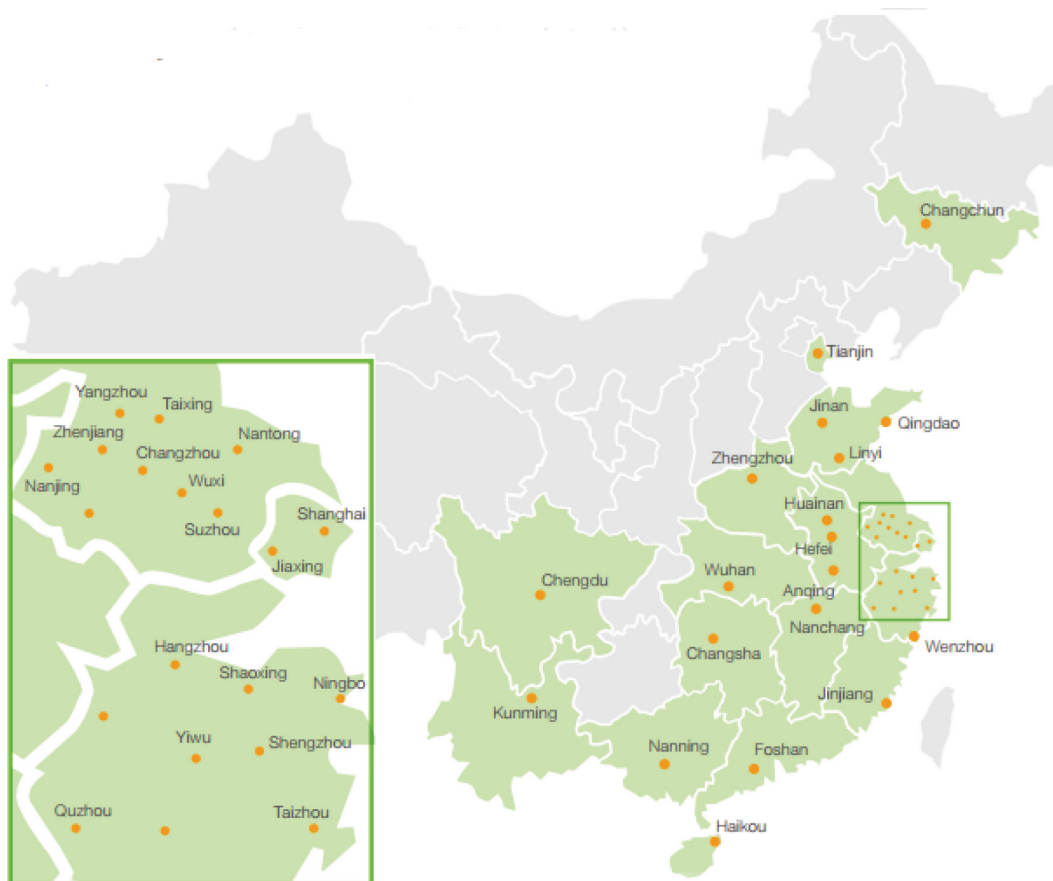 Changchun
Tianjin
Jinan
Qingdao
Linyi
Zhengzhou
Huainan
Hefei
Wuhan
Anqing
Chengdu
Nanchang
Changsha
Wenzhou
Kunming
Jinjiang
Nanning
Foshan
Haikou
Yangzhou
Taixing
Zhenjiang
Nantong
Changzhou
Nanjing
Wuxi
Suzhou
Shanghai
Jiaxing
Hangzhou
Shaoxing
Ningbo
Yiwu
Shengzhou
Quzhou
Taizhou